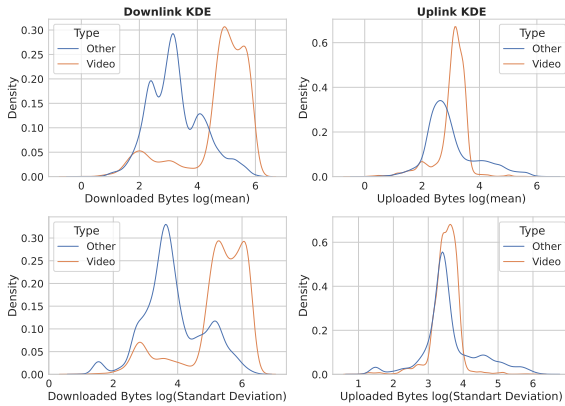 Downlink KDE
Uplink KDE
0.30
0.25
0.20
0.15
0.10
0.05
0.00
Density
Type
Other
Video
0 2 4 6
Downloaded Bytes log(mean)
0.6
0.4
0.2
0.0
Density
Type
Other
Video
0 2 4 6
Uploaded Bytes log(mean)
0.30
0.25
0.20
0.15
0.10
0.05
0.00
Density
Type
Other
Video
0 2 4 6
Downloaded Bytes log(Standart Deviation)
0.6
0.4
0.2
0.0
Density
Type
Other
Video
1 2 3 4 5 6
Uploaded Bytes log(Standart Deviation)